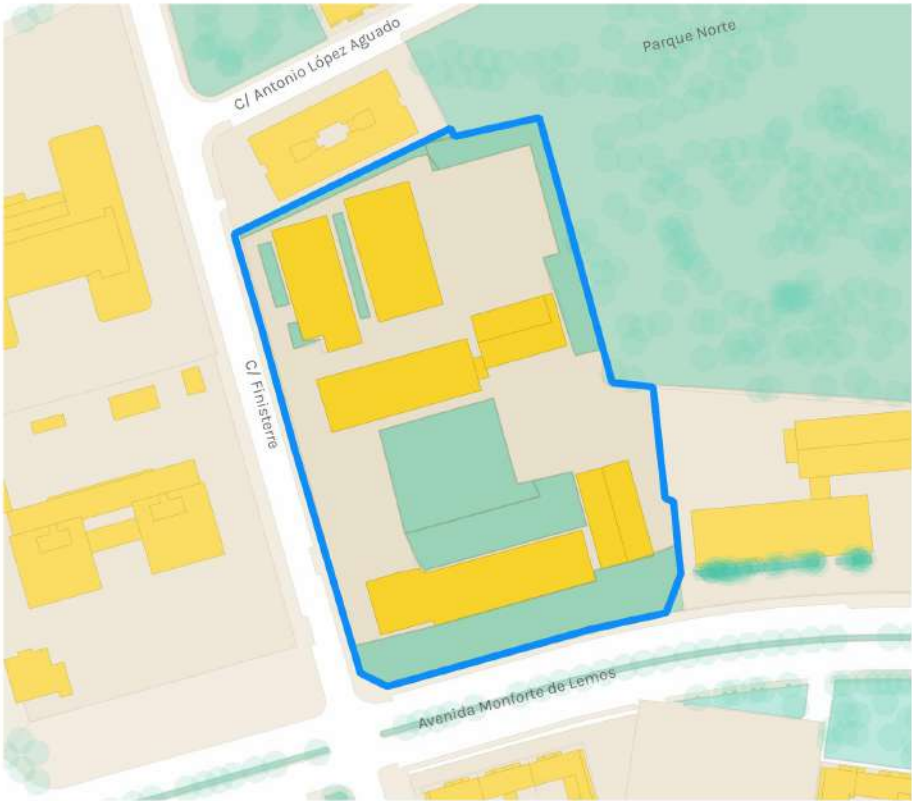 Parque Norte
C/ Antonio López Aguado
C/ Finisterre
Avenida Monforte de Lemos